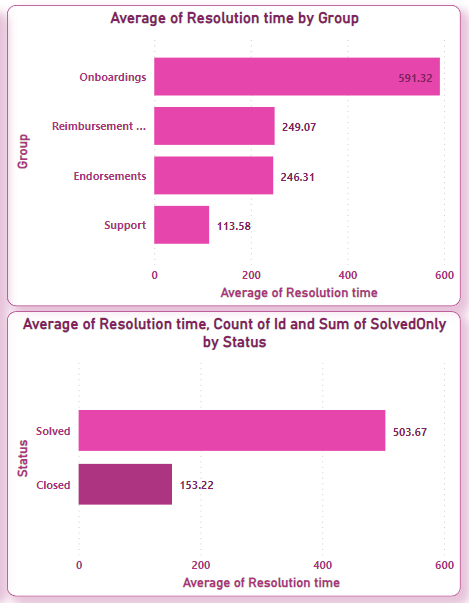 Average of Resolution time by Group
Group
Onboardings
591.32
Reimbursement ...
249.07
Endorsements
246.31
Support
113.58
0
200
400
600
Average of Resolution time
Average of Resolution time, Count of Id and Sum of SolvedOnly
by Status
Status
Solved
503.67
Closed
153.22
0
200
400
600
Average of Resolution time